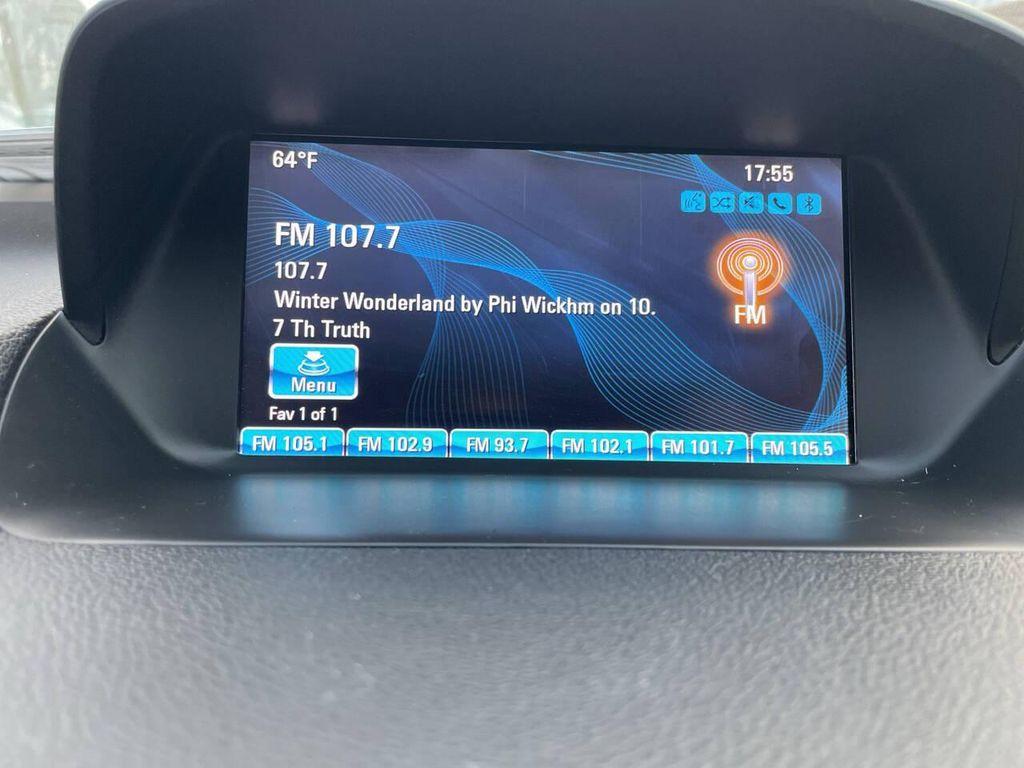 64°F
17:55
FM 107.7
107.7
Winter Wonderland by Phi Wickhm on 10.
7 Th Truth
FM
Menu
Fav 1 of 1
FM 105.1 FM 102.9 FM 93.7 FM 102.1 FM 101.7 FM 105.5